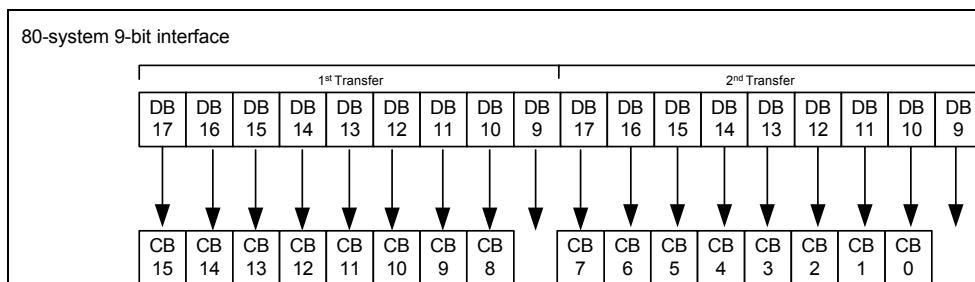 80-system 9-bit interface
1st Transfer 2nd Transfer
DB DB DB DB DB DB DB DB DB DB DB DB DB DB DB DB DB DB
17 16 15 14 13 12 11 10 9 17 16 15 14 13 12 11 10 9
CB CB CB CB CB CB CB CB CB CB CB CB CB CB CB CB
15 14 13 12 11 10 9 8 7 6 5 4 3 2 1 0